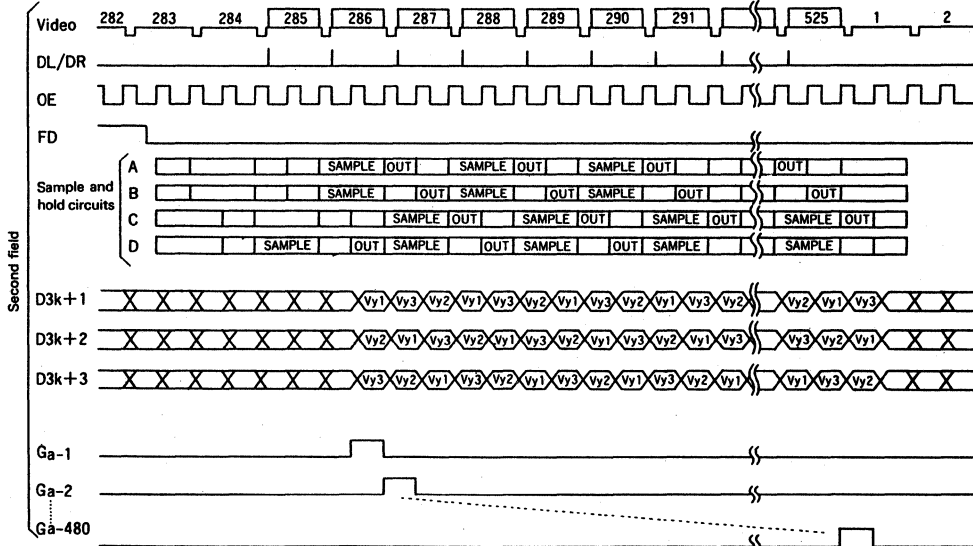 282 283 284 285 286 287 288 289 290 291 525 1 2
Video
DL/DR
OE
FD
A SAMPLE OUT SAMPLE OUT SAMPLE OUT OUT
Sample and hold circuits
B SAMPLE OUT SAMPLE OUT SAMPLE OUT OUT
C SAMPLE OUT SAMPLE OUT SAMPLE OUT SAMPLE OUT
D SAMPLE OUT SAMPLE OUT SAMPLE OUT SAMPLE SAMPLE
Second field
D3k+1 Vy1 Vy3 Vy2 Vy1 Vy3 Vy2 Vy1 Vy3 Vy2 Vy1 Vy3 Vy2 Vy2 Vy1 Vy3
D3k+2 Vy2 Vy1 Vy3 Vy2 Vy1 Vy3 Vy2 Vy1 Vy3 Vy2 Vy1 Vy3 Vy3 Vy2 Vy1
D3k+3 Vy3 Vy2 Vy1 Vy3 Vy2 Vy1 Vy3 Vy2 Vy1 Vy3 Vy2 Vy1 Vy1 Vy3 Vy2
Ga-1
Ga-2
Ga-480